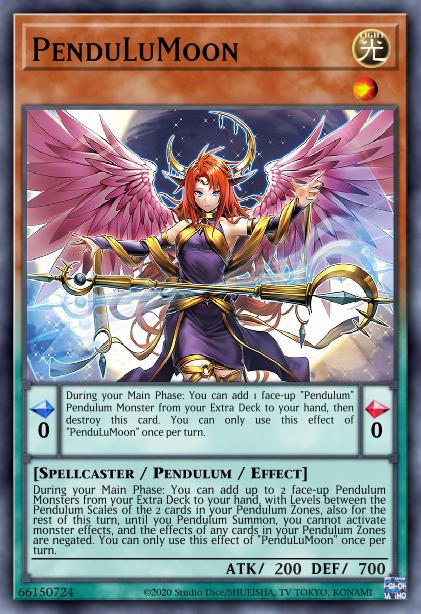 PenduLuMoon
LIGHT
光
During your Main Phase: You can add 1 face-up "Pendulum"
Pendulum Monster from your Extra Deck to your hand, then
destroy this card. You can only use this effect of
"PenduLuMoon" once per turn.
0
0
[Spellcaster / Pendulum / Effect]
During your Main Phase: You can add up to 2 face-up Pendulum
Monsters from your Extra Deck to your hand, with Levels between the
Pendulum Scales of the 2 cards in your Pendulum Zones, also for the
rest of this turn, until you Pendulum Summon, you cannot activate
monster effects, and the effects of any cards in your Pendulum Zones
are negated. You can only use this effect of "PenduLuMoon" once per
turn.
ATK/ 200 DEF/ 700
66150724
©2020 Studio Dice/SHUEISHA, TV TOKYO, KONAMI